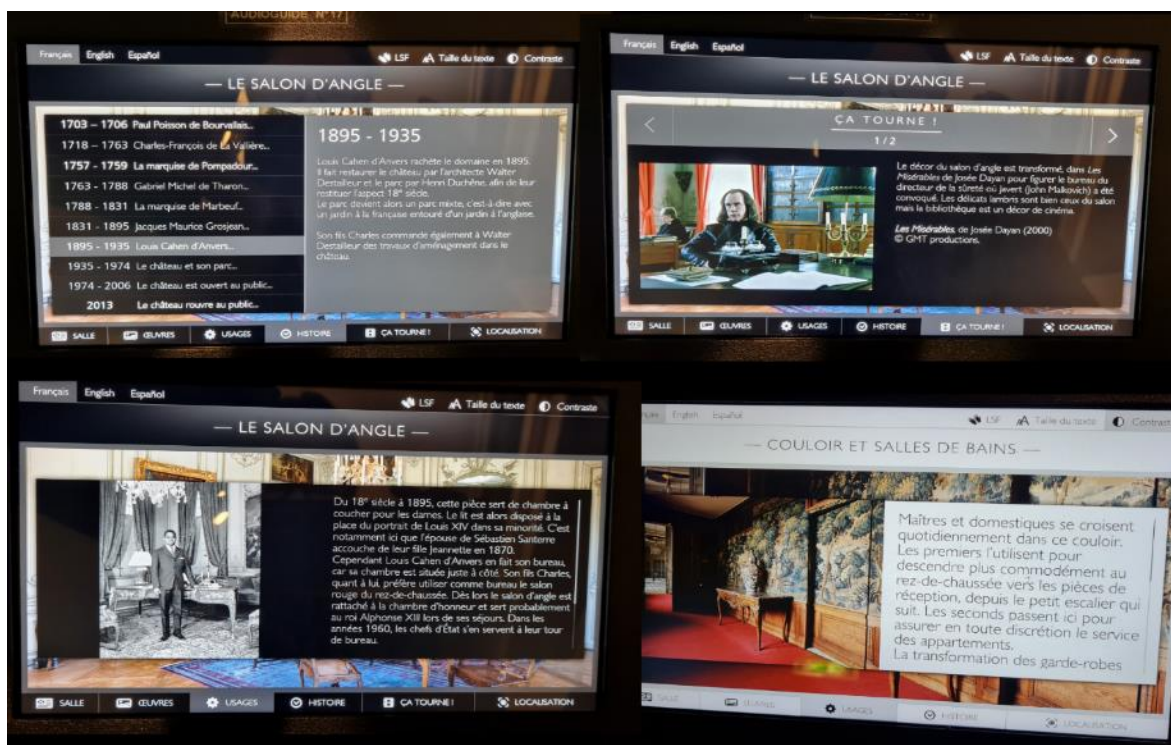 AUDIOGUIDE N°17
Français English Español
LSF AA Taille du texte Contraste
— LE SALON D'ANGLE —
1703 – 1706 Paul Poisson de Bourvallais...
1718 – 1763 Charles-François de La Vallière...
1757 - 1759 La marquise de Pompadour...
1763 - 1788 Gabriel Michel de Tharon...
1788 - 1831 La marquise de Marbeuf...
1831 - 1895 Jacques Maurice Grosjean...
1895 - 1935 Louis Cahen d'Anvers...
1935 - 1974 Le château et son parc...
1974 - 2006 Le château est ouvert au public...
2013 Le château rouvre au public...
1895 - 1935
Louis Cahen d'Anvers rachète le domaine en 1895.
Il fait restaurer le château par l'architecte Walter
Destailleur et le parc par Henri Duchêne, afin de leur
restituer l'aspect 18e siècle.
Le parc devient alors un parc mixte, c'est-à-dire avec
un jardin à la française entouré d'un jardin à l'anglaise.
Son fils Charles commande également à Walter
Destailleur des travaux d'aménagement dans le
château.
SALLE ŒUVRES USAGES HISTOIRE ÇA TOURNE ! LOCALISATION
Français English Español
LSF AA Taille du texte Contraste
— LE SALON D'ANGLE —
ÇA TOURNE !
1/2
Le décor du salon d'angle est transformé, dans Les
Misérables de Josée Dayan pour figurer le bureau du
directeur de la sûreté où Javert (John Malkovich) a été
convoqué. Les délicats lambris sont bien ceux du salon
mais la bibliothèque est un décor de cinéma.
Les Misérables, de Josée Dayan (2000)
© GMT productions.
SALLE ŒUVRES USAGES HISTOIRE ÇA TOURNE ! LOCALISATION
Français English Español
LSF AA Taille du texte Contraste
— LE SALON D'ANGLE —
Du 18e siècle à 1895, cette pièce sert de chambre à
coucher pour les dames. Le lit est alors disposé à la
place du portrait de Louis XIV dans sa minorité. C'est
notamment ici que l'épouse de Sébastien Santerre
accouche de leur fille Jeannette en 1870.
Cependant Louis Cahen d'Anvers en fait son bureau,
car sa chambre est située juste à côté. Son fils Charles,
quant à lui, préfère utiliser comme bureau le salon
rouge du rez-de-chaussée. Dès lors le salon d'angle est
rattaché à la chambre d'honneur et sert probablement
au roi Alphonse XIII lors de ses séjours. Dans les
années 1960, les chefs d'État s'en servent à leur tour
de bureau.
SALLE ŒUVRES USAGES HISTOIRE ÇA TOURNE ! LOCALISATION
English Español
LSF AA Taille du texte Contraste
— COULOIR ET SALLES DE BAINS —
Maîtres et domestiques se croisent
quotidiennement dans ce couloir.
Les premiers l'utilisent pour
descendre plus commodément au
rez-de-chaussée vers les pièces de
réception, depuis le petit escalier qui
suit. Les seconds passent ici pour
assurer en toute discrétion le service
des appartements.
La transformation des garde-robes
SALLE ŒUVRES USAGES HISTOIRE LOCALISATION